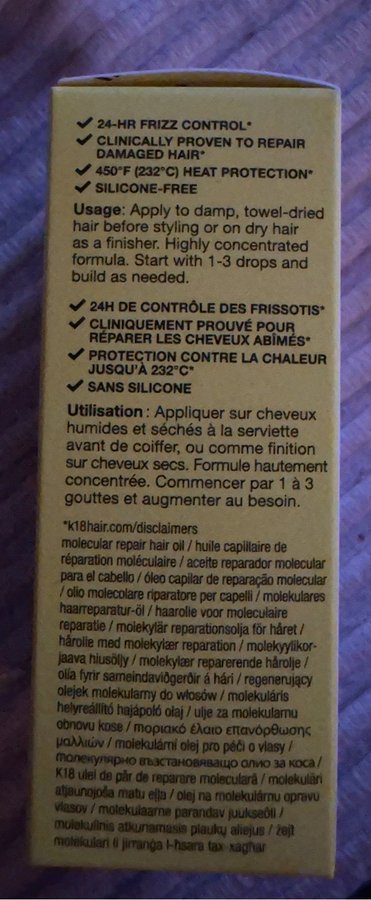 ✓ 24-HR FRIZZ CONTROL*
✓ CLINICALLY PROVEN TO REPAIR
DAMAGED HAIR*
✓ 450°F (232°C) HEAT PROTECTION*
✓ SILICONE-FREE
Usage: Apply to damp, towel-dried
hair before styling or on dry hair
as a finisher. Highly concentrated
formula. Start with 1-3 drops and
build as needed.
✓ 24H DE CONTRÔLE DES FRISSOTIS*
✓ CLINIQUEMENT PROUVÉ POUR
RÉPARER LES CHEVEUX ABÎMÉS*
✓ PROTECTION CONTRE LA CHALEUR
JUSQU'À 232°C*
✓ SANS SILICONE
Utilisation : Appliquer sur cheveux
humides et séchés à la serviette
avant de coiffer, ou comme finition
sur cheveux secs. Formule hautement
concentrée. Commencer par 1 à 3
gouttes et augmenter au besoin.
*k18hair.com/disclaimers
molecular repair hair oil / huile capillaire de
réparation moléculaire / aceite reparador molecular
para el cabello / óleo capilar de reparação molecular
/ olio molecolare riparatore per capelli / molekulares
haarreparatur-öl / haarolie voor moleculaire
reparatie / molekylär reparationsolja för håret /
hårolie med molekylær reparation / molekyylikor-
jaava hiusöljy / molekylær reparerende hårolje /
olía fyrir sameindaviðgerðir á hári / regenerujący
olejek molekularny do włosów / molekuláris
helyreállító hajápoló olaj / ulje za molekularnu
obnovu kose / μοριακό έλαιο επανόρθωσης
μαλλιών / molekulární olej pro péči o vlasy /
молекулярно възстановяващо олио за коса /
K18 ulei de păr de reparare moleculară / molekulāri
atjaunojoša matu eļļa / olej na molekulárnu opravu
vlasov / molekulaarne parandav juukseõli /
molekulinis atkuriamasis plaukų aliejus / żejt
molekulari li jirranġa l-ħsara tax-xagħar